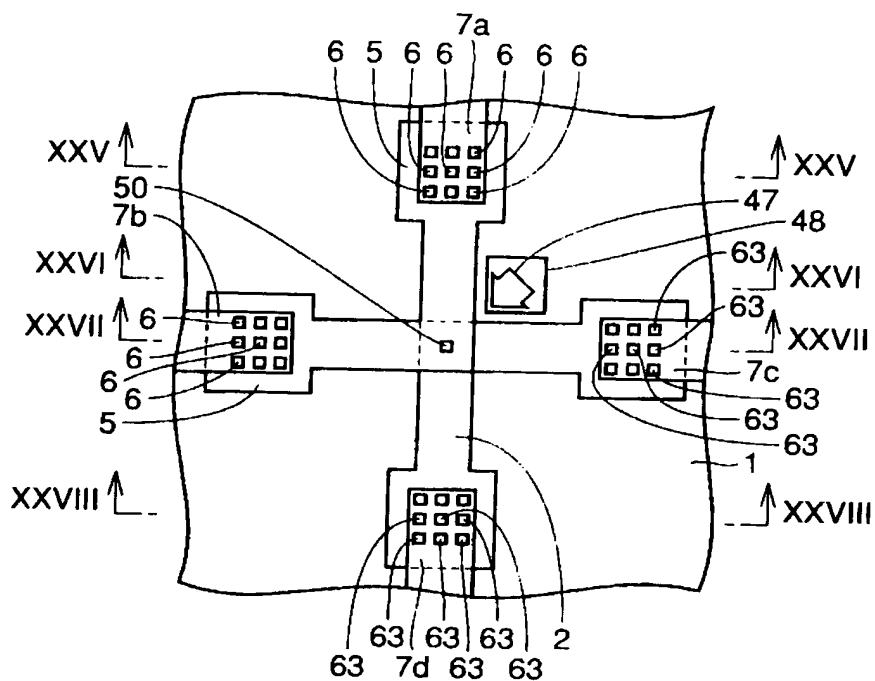 7a
6 5 6 6 6 6 6
XXV XXV
50 47
7b 48
XXVI 63 XXVI
XXVII 63 XXVII
6
6 7c
6 63
6 63
5 63
1
XXVIII XXVIII
63 63 63 63 2
63 7d 63 63